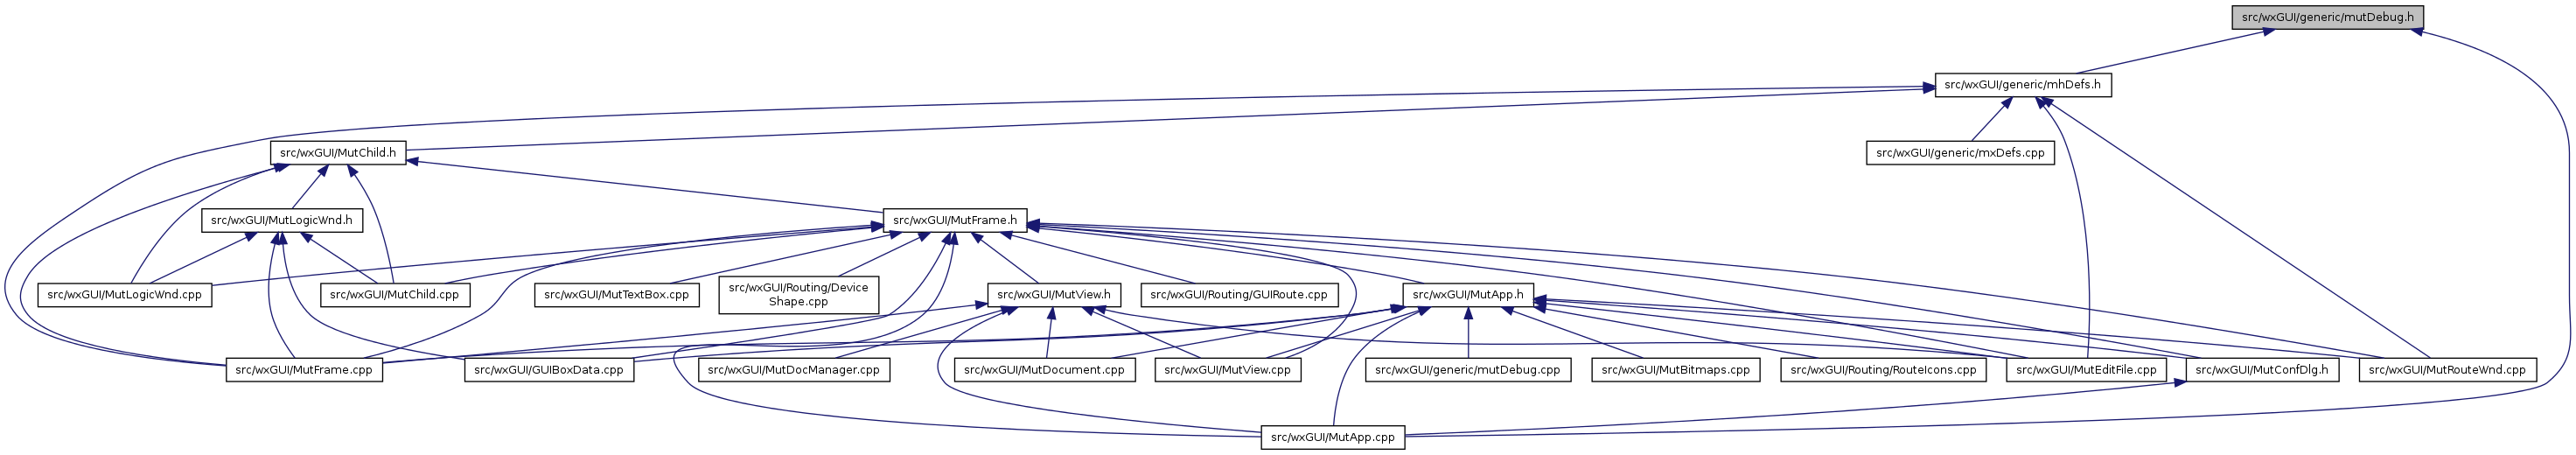 src/wxGUI/generic/mutDebug.h
src/wxGUI/generic/mhDefs.h
src/wxGUI/MutChild.h
src/wxGUI/generic/mxDefs.cpp
src/wxGUI/MutLogicWnd.h
src/wxGUI/MutFrame.h
src/wxGUI/MutLogicWnd.cpp
src/wxGUI/MutChild.cpp
src/wxGUI/MutTextBox.cpp
src/wxGUI/Routing/Device
Shape.cpp
src/wxGUI/MutView.h
src/wxGUI/Routing/GUIRoute.cpp
src/wxGUI/MutApp.h
src/wxGUI/MutFrame.cpp
src/wxGUI/GUIBoxData.cpp
src/wxGUI/MutDocManager.cpp
src/wxGUI/MutDocument.cpp
src/wxGUI/MutView.cpp
src/wxGUI/generic/mutDebug.cpp
src/wxGUI/MutBitmaps.cpp
src/wxGUI/Routing/RouteIcons.cpp
src/wxGUI/MutEditFile.cpp
src/wxGUI/MutConfDlg.h
src/wxGUI/MutRouteWnd.cpp
src/wxGUI/MutApp.cpp